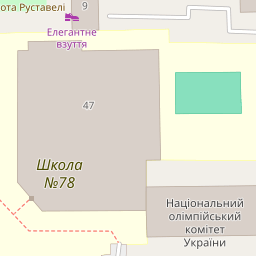 ота Руставелі
9
Елегантне
взуття
47
Школа
№78
Національний
олімпійський
комітет
України